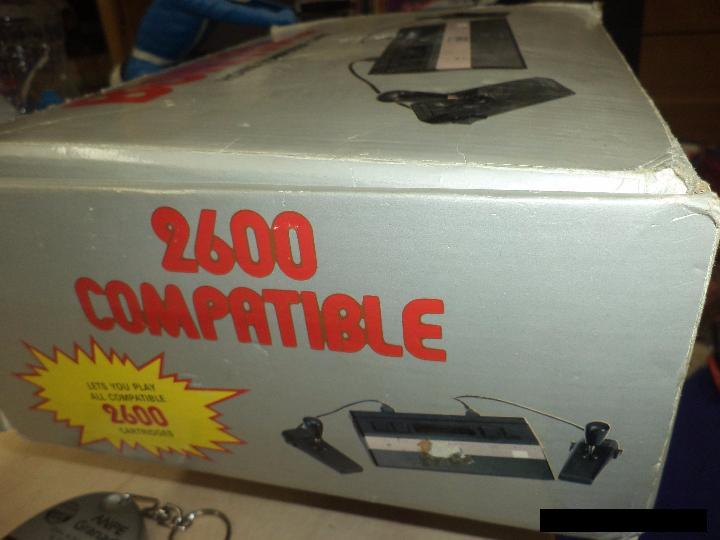 2600
COMPATIBLE
LETS YOU PLAY
ALL COMPATIBLE
2600
CARTRIDGES